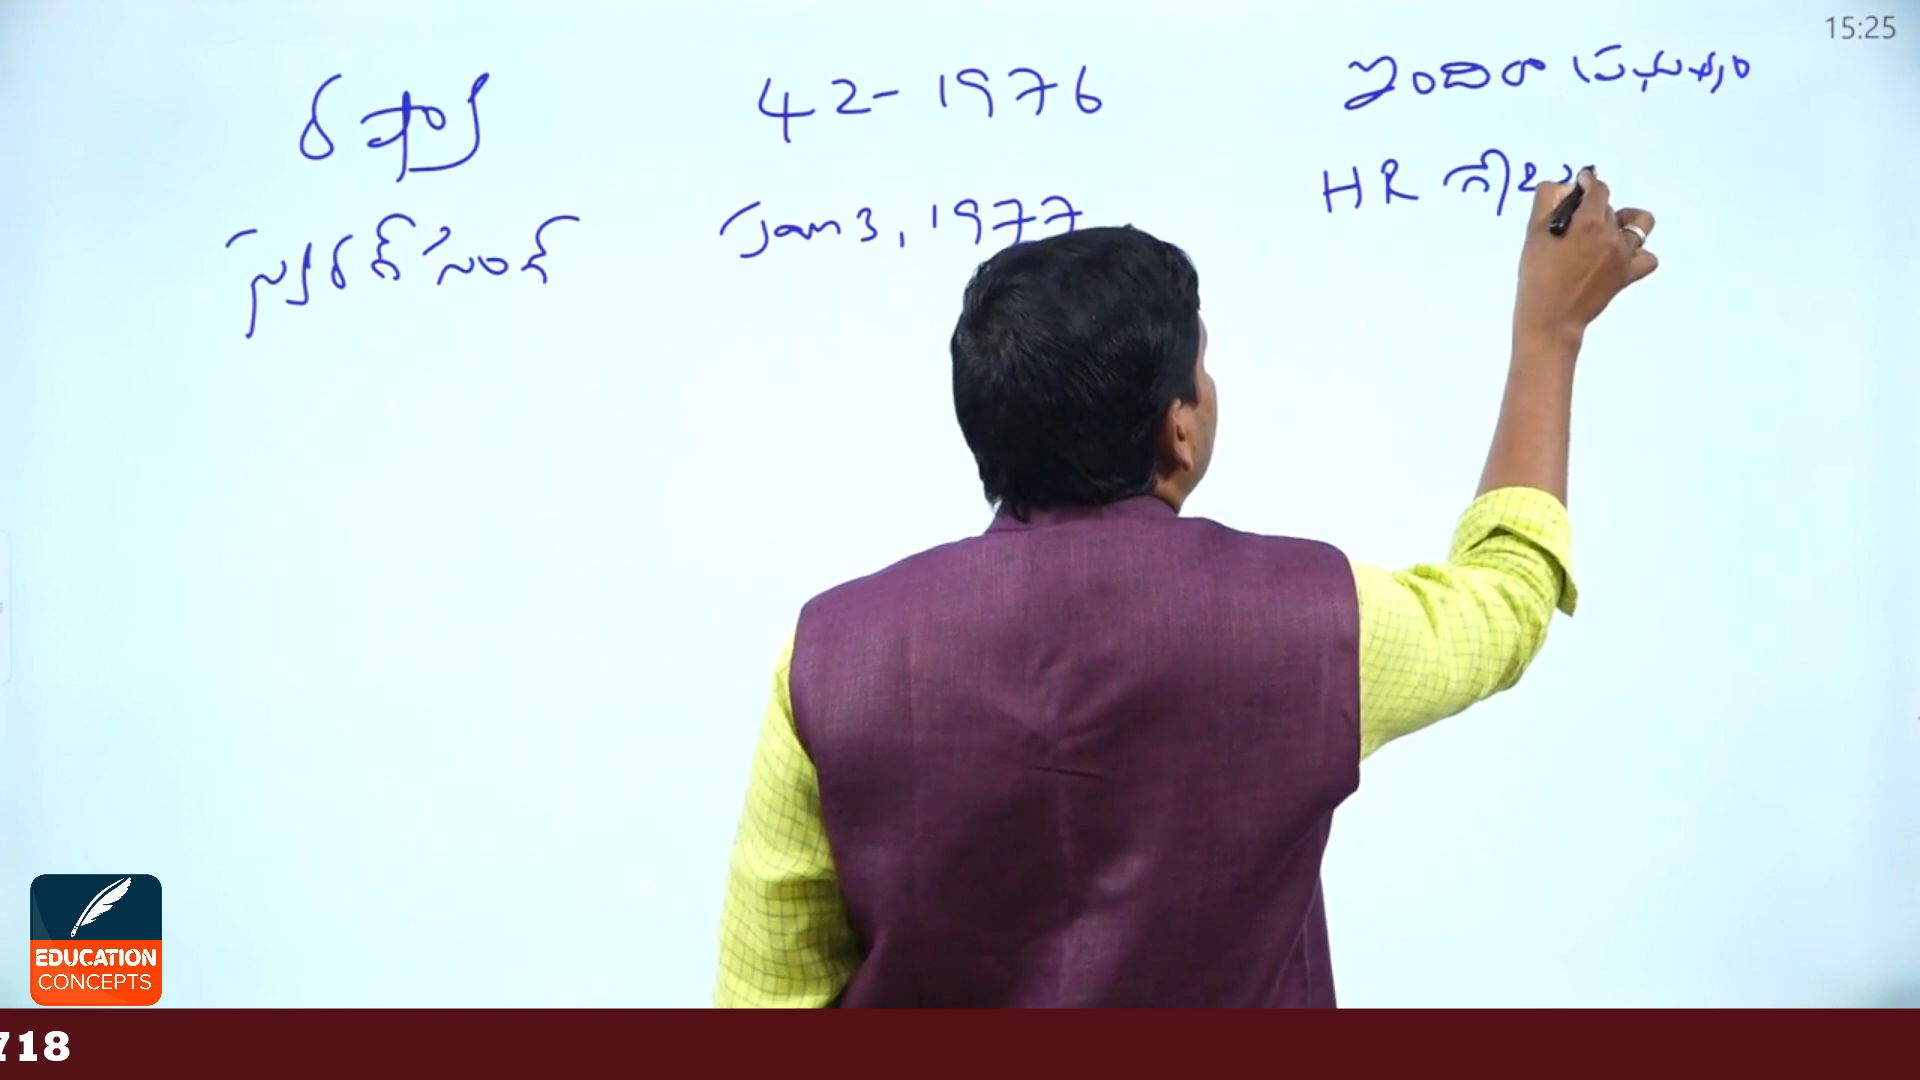 రష్యా 42-1976 ఇందిరా ప్రభుత్వం
స్వరణ్ సింగ్ Jan 3, 1977 HR
15:25
EDUCATION
CONCEPTS
718